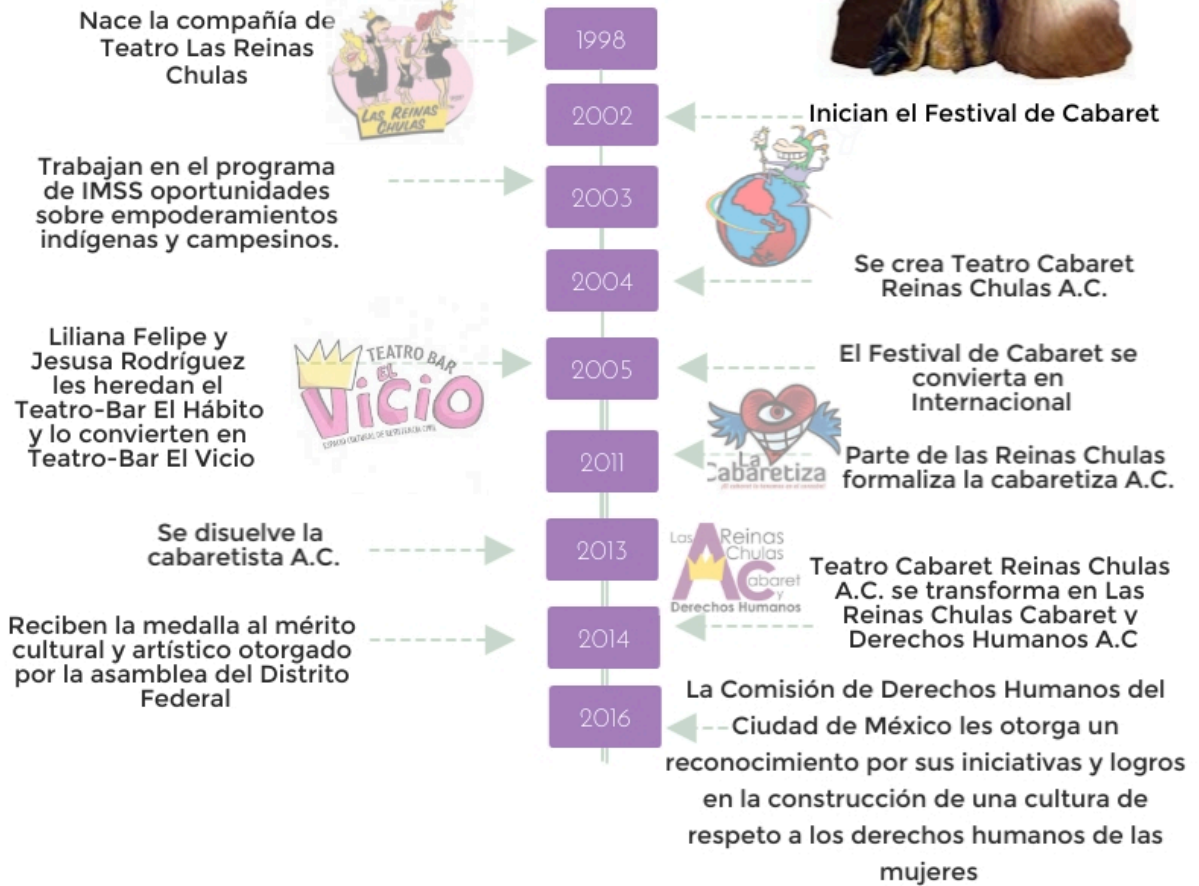 Nace la compañía de
Teatro Las Reinas
Chulas
LAS REINAS
CHULAS
1998
2002
Inician el Festival de Cabaret
Trabajan en el programa
de IMSS oportunidades
sobre empoderamientos
indígenas y campesinos.
2003
2004
Se crea Teatro Cabaret
Reinas Chulas A.C.
Liliana Felipe y
Jesusa Rodríguez
les heredan el
Teatro-Bar El Hábito
y lo convierten en
Teatro-Bar El Vicio
TEATRO BAR
EL
VICIO
2005
El Festival de Cabaret se
convierta en
Internacional
2011
La
Cabaretiza
Parte de las Reinas Chulas
formaliza la cabaretiza A.C.
Se disuelve la
cabaretista A.C.
2013
Las Reinas
Chulas
AC
Cabaret
y
Derechos Humanos
Reciben la medalla al mérito
cultural y artístico otorgado
por la asamblea del Distrito
Federal
2014
Teatro Cabaret Reinas Chulas
A.C. se transforma en Las
Reinas Chulas Cabaret y
Derechos Humanos A.C
2016
La Comisión de Derechos Humanos del
Ciudad de México les otorga un
reconocimiento por sus iniciativas y logros
en la construcción de una cultura de
respeto a los derechos humanos de las
mujeres